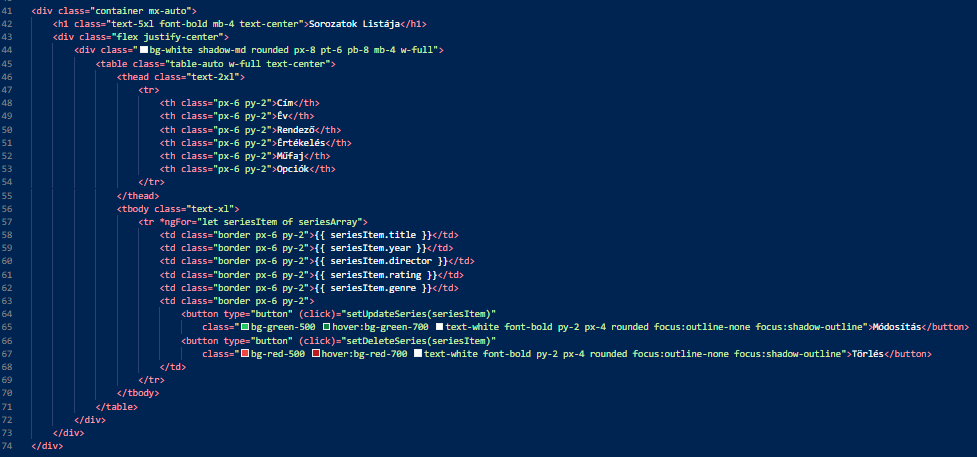 41 <div class="container mx-auto">
42 <h1 class="text-5xl font-bold mb-4 text-center">Sorozatok Listája</h1>
43 <div class="flex justify-center">
44 <div class="bg-white shadow-md rounded px-8 pt-6 pb-8 mb-4 w-full">
45 <table class="table-auto w-full text-center">
46 <thead class="text-2xl">
47 <tr>
48 <th class="px-6 py-2">Cím</th>
49 <th class="px-6 py-2">Év</th>
50 <th class="px-6 py-2">Rendező</th>
51 <th class="px-6 py-2">Értékelés</th>
52 <th class="px-6 py-2">Műfaj</th>
53 <th class="px-6 py-2">Opciók</th>
54 </tr>
55 </thead>
56 <tbody class="text-xl">
57 <tr *ngFor="let seriesItem of seriesArray">
58 <td class="border px-6 py-2">{{ seriesItem.title }}</td>
59 <td class="border px-6 py-2">{{ seriesItem.year }}</td>
60 <td class="border px-6 py-2">{{ seriesItem.director }}</td>
61 <td class="border px-6 py-2">{{ seriesItem.rating }}</td>
62 <td class="border px-6 py-2">{{ seriesItem.genre }}</td>
63 <td class="border px-6 py-2">
64 <button type="button" (click)="setUpdateSeries(seriesItem)"
65 class="bg-green-500 hover:bg-green-700 text-white font-bold py-2 px-4 rounded focus:outline-none focus:shadow-outline">Módosítás</button>
66 <button type="button" (click)="setDeleteSeries(seriesItem)"
67 class="bg-red-500 hover:bg-red-700 text-white font-bold py-2 px-4 rounded focus:outline-none focus:shadow-outline">Törlés</button>
68 </td>
69 </tr>
70 </tbody>
71 </table>
72 </div>
73 </div>
74 </div>